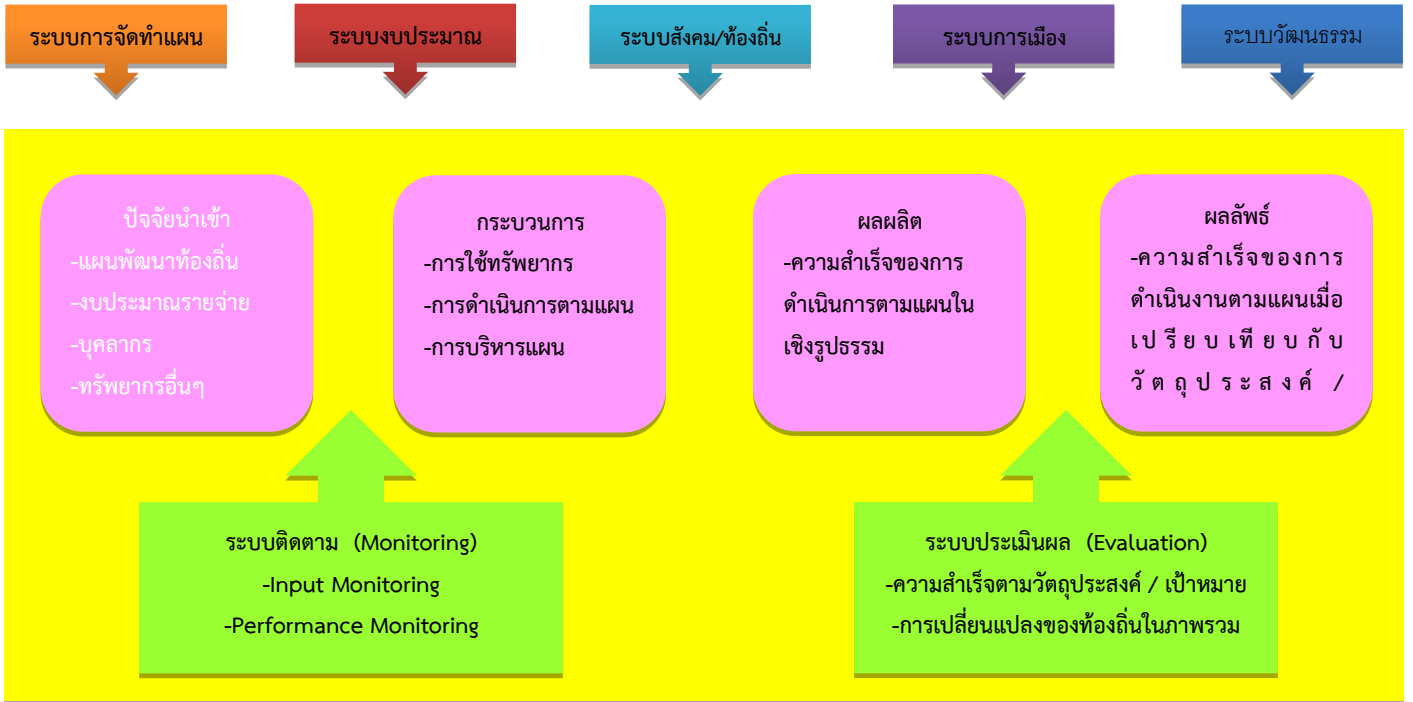 ระบบการจัดทำแผน
ระบบงบประมาณ
ระบบสังคม/ท้องถิ่น
ระบบการเมือง
ระบบวัฒนธรรม
ปัจจัยนำเข้า
-แผนพัฒนาท้องถิ่น
-งบประมาณรายจ่าย
-บุคลากร
-ทรัพยากรอื่นๆ
กระบวนการ
-การใช้ทรัพยากร
-การดำเนินการตามแผน
-การบริหารแผน
ผลผลิต
-ความสำเร็จของการ
ดำเนินการตามแผนใน
เชิงรูปธรรม
ผลลัพธ์
-ความสำเร็จของการ
ดำเนินงานตามแผนเมื่อ
เปรียบเทียบกับ
วัตถุประสงค์ /
ระบบติดตาม (Monitoring)
-Input Monitoring
-Performance Monitoring
ระบบประเมินผล (Evaluation)
-ความสำเร็จตามวัตถุประสงค์ / เป้าหมาย
-การเปลี่ยนแปลงของท้องถิ่นในภาพรวม